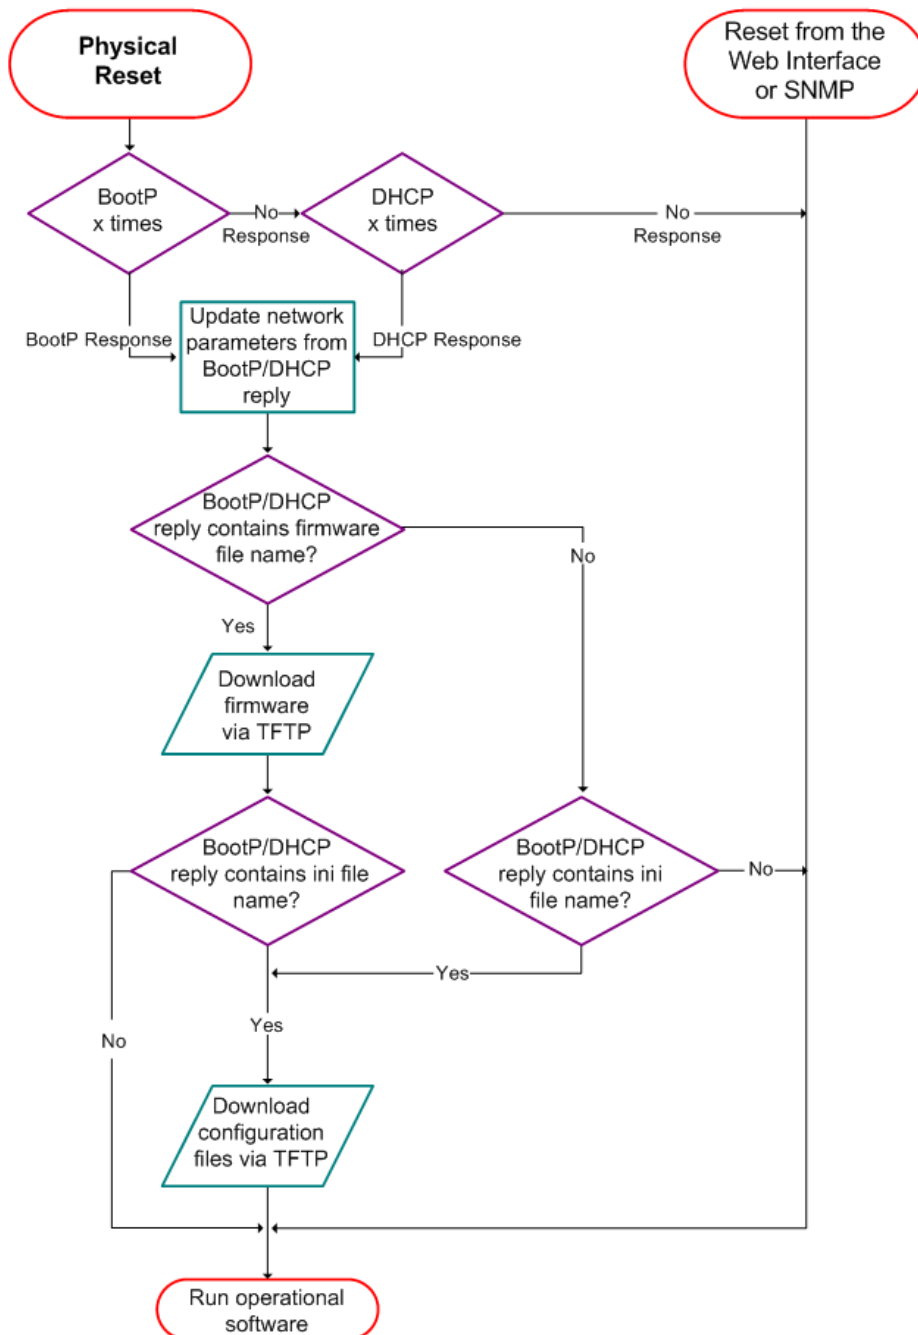 Physical
Reset
Reset from the
Web Interface
or SNMP
BootP
x times
No
Response
DHCP
x times
No
Response
BootP Response
Update network
parameters from
BootP/DHCP
reply
DHCP Response
BootP/DHCP
reply contains firmware
file name?
No
Yes
Download
firmware
via TFTP
BootP/DHCP
reply contains ini file
name?
BootP/DHCP
reply contains ini
file name?
No
Yes
Yes
No
Download
configuration
files via TFTP
Run operational
software